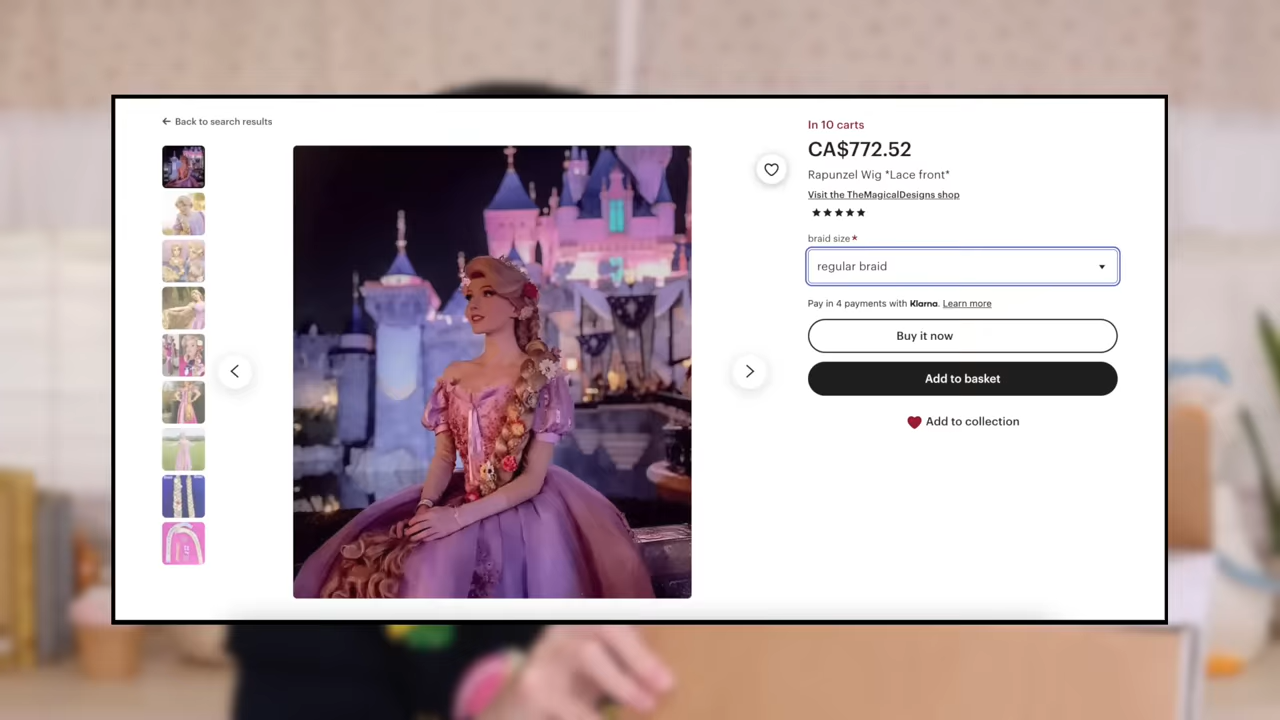 Back to search results
In 10 carts
CA$772.52
Rapunzel Wig *Lace front*
Visit the TheMagicalDesigns shop
braid size*
regular braid
Pay in 4 payments with Klarna. Learn more
Buy it now
Add to basket
Add to collection